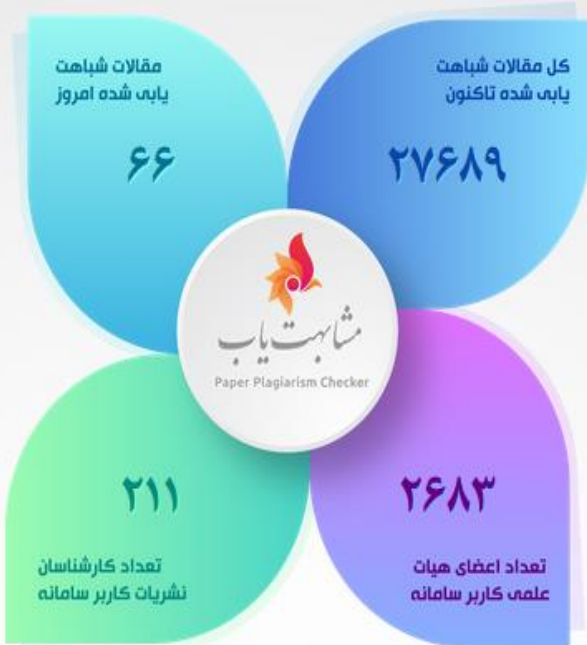 کل مقالات شباهت
یابی شده تاکنون
۲۷۶۸۹
مقالات شباهت
یابی شده امروز
۶۶
مشابهت یاب
Paper Plagiarism Checker
۲۶۸۳
تعداد اعضای هیات
علمی کاربر سامانه
۲۱۱
تعداد کارشناسان
نشریات کاربر سامانه